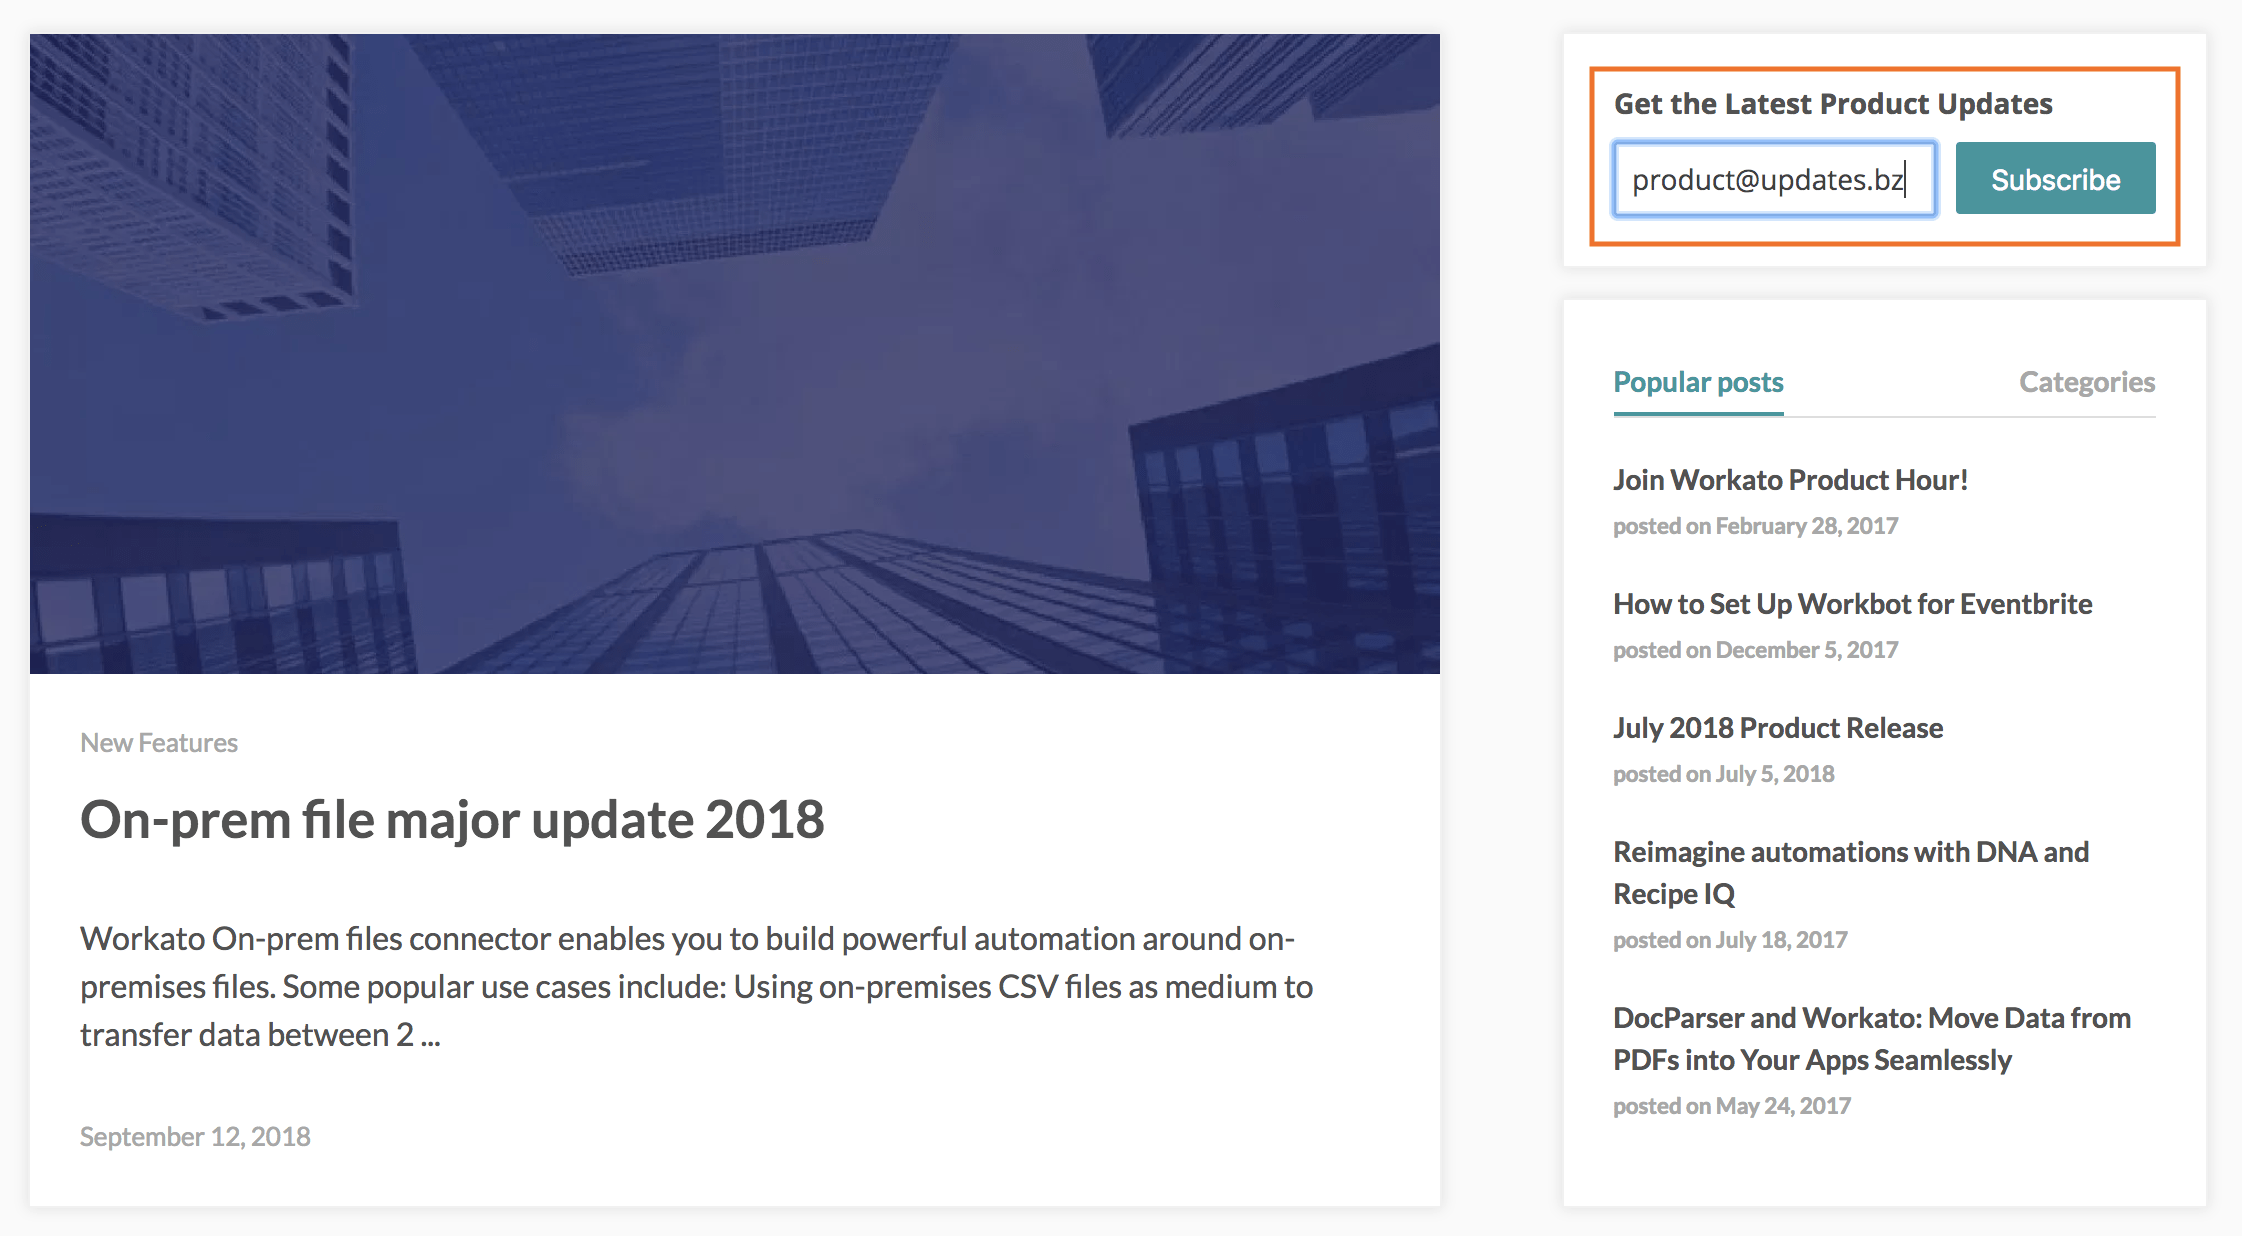 New Features
On-prem file major update 2018
Workato On-prem files connector enables you to build powerful automation around on-
premises files. Some popular use cases include: Using on-premises CSV files as medium to
transfer data between 2 ...
September 12, 2018
Get the Latest Product Updates
product@updates.bz
Subscribe
Popular posts
Categories
Join Workato Product Hour!
posted on February 28, 2017
How to Set Up Workbot for Eventbrite
posted on December 5, 2017
July 2018 Product Release
posted on July 5, 2018
Reimagine automations with DNA and
Recipe IQ
posted on July 18, 2017
DocParser and Workato: Move Data from
PDFs into Your Apps Seamlessly
posted on May 24, 2017